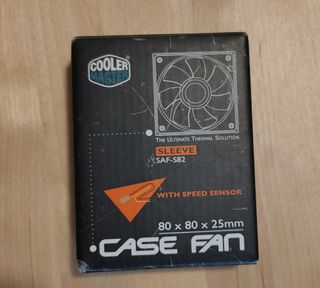 COOLER
MASTER
THE ULTIMATE THERMAL SOLUTION
SLEEVE
SAF-S82
WITH SPEED SENSOR
80 x 80 x 25mm
CASE FAN